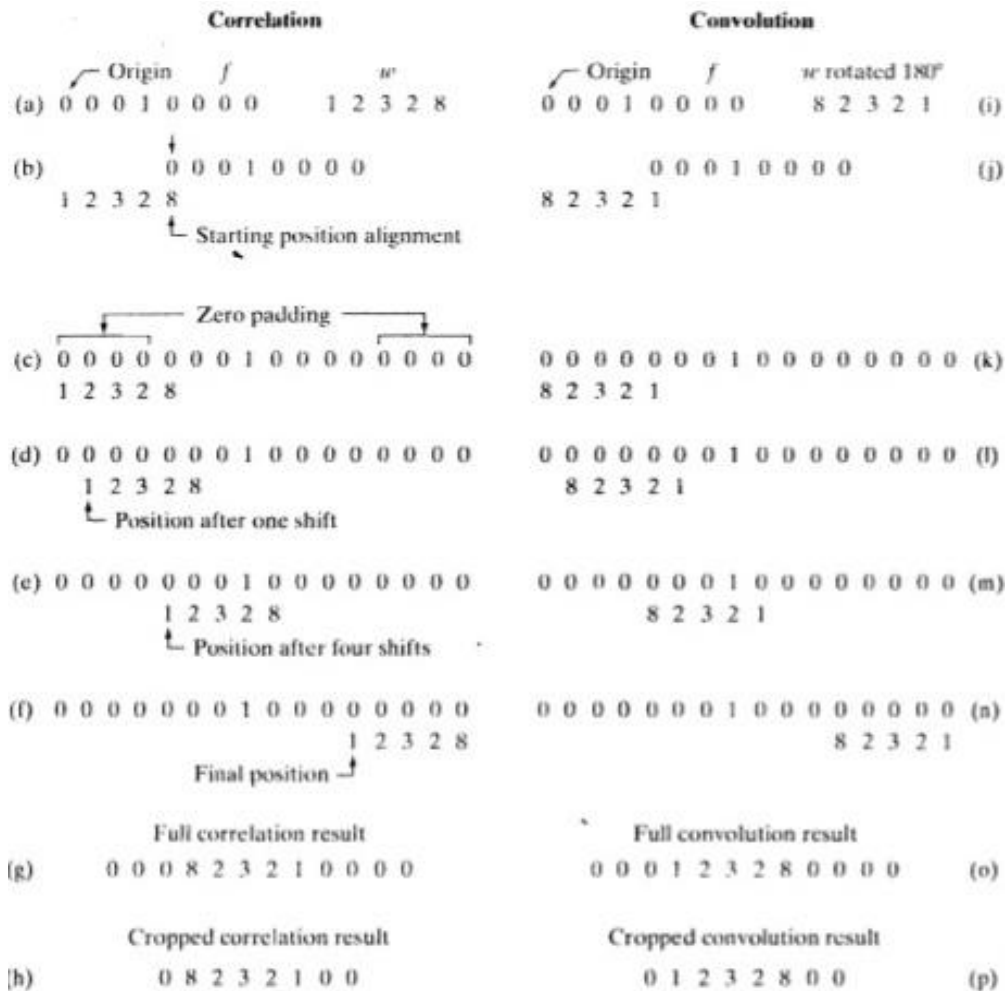 Correlation Convolution
Origin f w Origin f w rotated 180°
(a) 0 0 0 1 0 0 0 0 1 2 3 2 8 0 0 0 1 0 0 0 0 8 2 3 2 1 (i)
(b) 0 0 0 1 0 0 0 0 0 0 0 1 0 0 0 0 (j)
1 2 3 2 8 8 2 3 2 1
Starting position alignment
Zero padding
(c) 0 0 0 0 0 0 0 1 0 0 0 0 0 0 0 0 0 0 0 0 0 0 0 1 0 0 0 0 0 0 0 0 (k)
1 2 3 2 8 8 2 3 2 1
(d) 0 0 0 0 0 0 0 1 0 0 0 0 0 0 0 0 0 0 0 0 0 0 0 1 0 0 0 0 0 0 0 0 (l)
1 2 3 2 8 8 2 3 2 1
Position after one shift
(e) 0 0 0 0 0 0 0 1 0 0 0 0 0 0 0 0 0 0 0 0 0 0 0 1 0 0 0 0 0 0 0 0 (m)
1 2 3 2 8 8 2 3 2 1
Position after four shifts
(f) 0 0 0 0 0 0 0 1 0 0 0 0 0 0 0 0 0 0 0 0 0 0 0 1 0 0 0 0 0 0 0 0 (n)
1 2 3 2 8 8 2 3 2 1
Final position
Full correlation result Full convolution result
(g) 0 0 0 8 2 3 2 1 0 0 0 0 0 0 0 1 2 3 2 8 0 0 0 0 (o)
Cropped correlation result Cropped convolution result
(h) 0 8 2 3 2 1 0 0 0 1 2 3 2 8 0 0 (p)